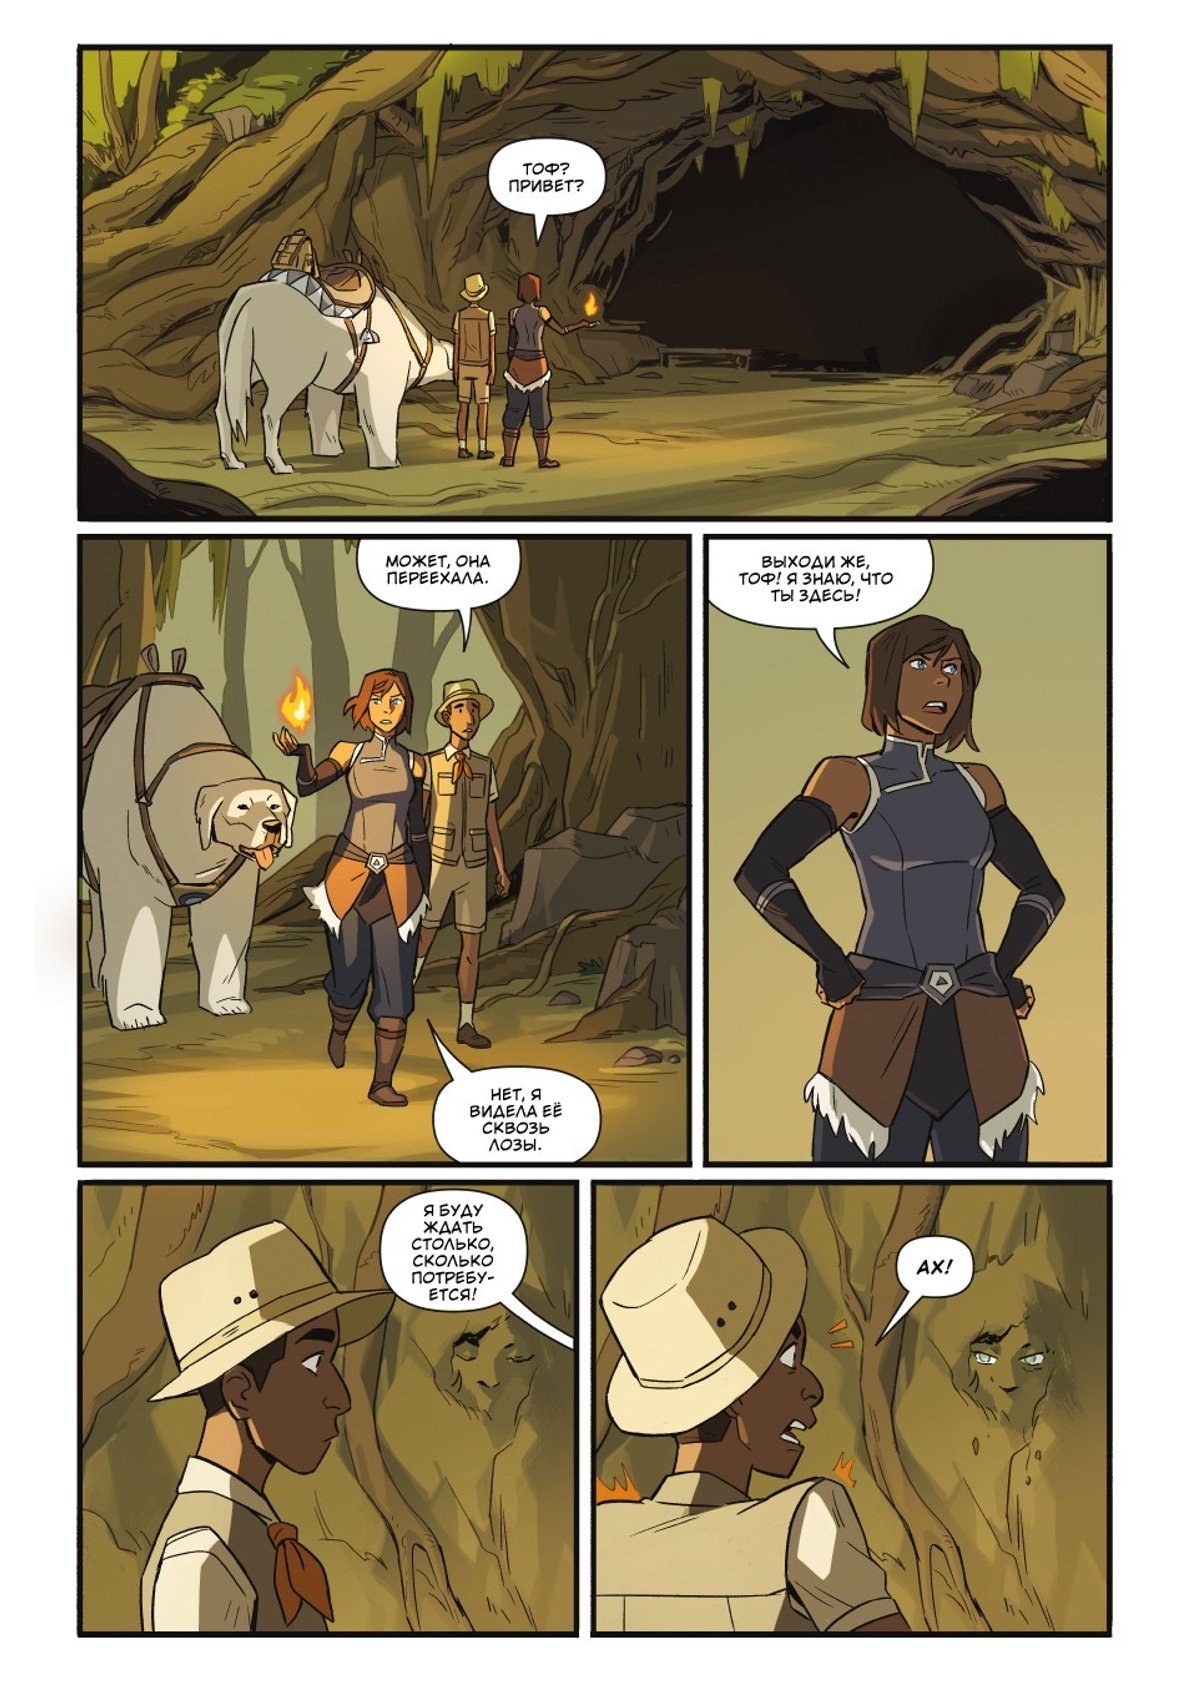 ТОФ?
ПРИВЕТ?
МОЖЕТ, ОНА
ПЕРЕЕХАЛА.
НЕТ, Я
ВИДЕЛА ЕЁ
СКВОЗЬ
ЛОЗЫ.
ВЫХОДИ ЖЕ,
ТОФ! Я ЗНАЮ, ЧТО
ТЫ ЗДЕСЬ!
Я БУДУ
ЖДАТЬ
СТОЛЬКО,
СКОЛЬКО
ПОТРЕБУ-
ЕТСЯ!
АХ!